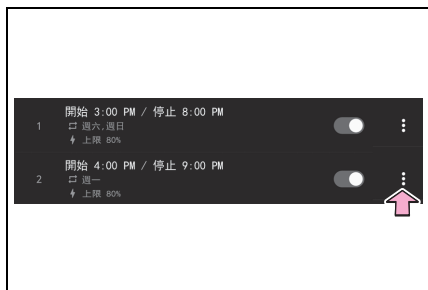 開始 3:00 PM / 停止 8:00 PM
1
週六,週日
上限 80%
開始 4:00 PM / 停止 9:00 PM
2
週一
上限 80%